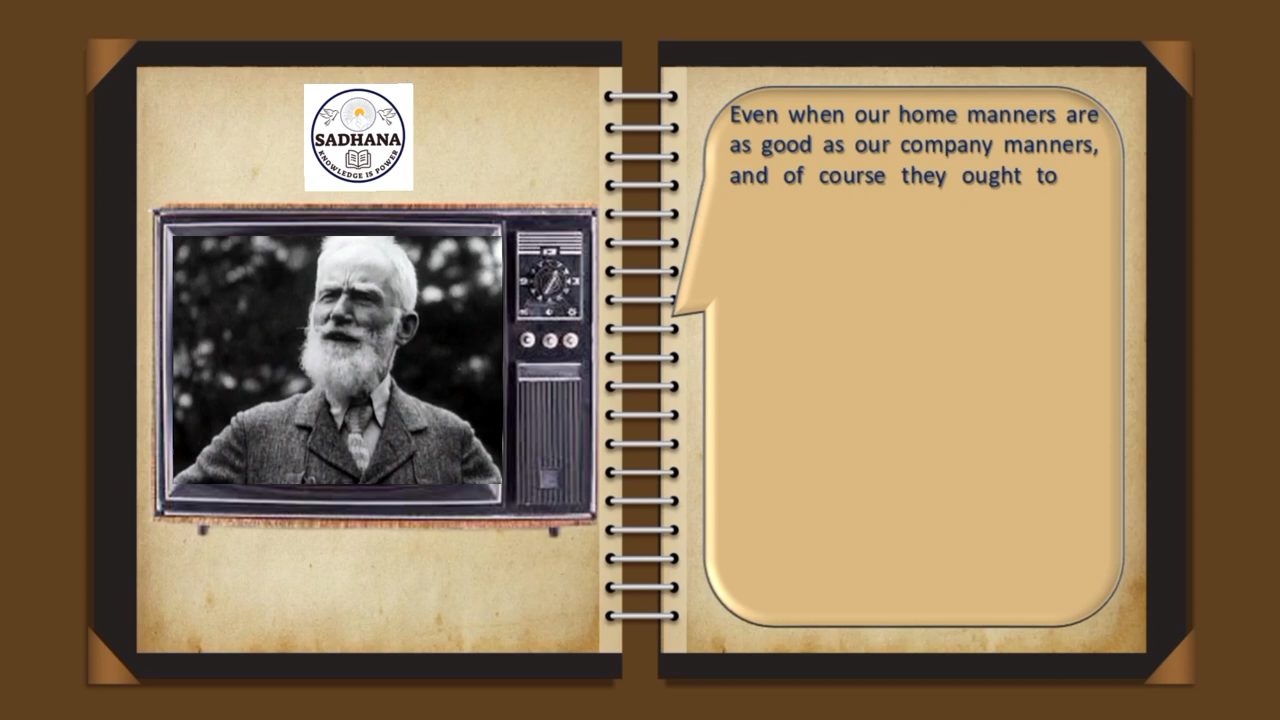 SADHANA
KNOWLEDGE IS POWER
Even when our home manners are
as good as our company manners,
and of course they ought to